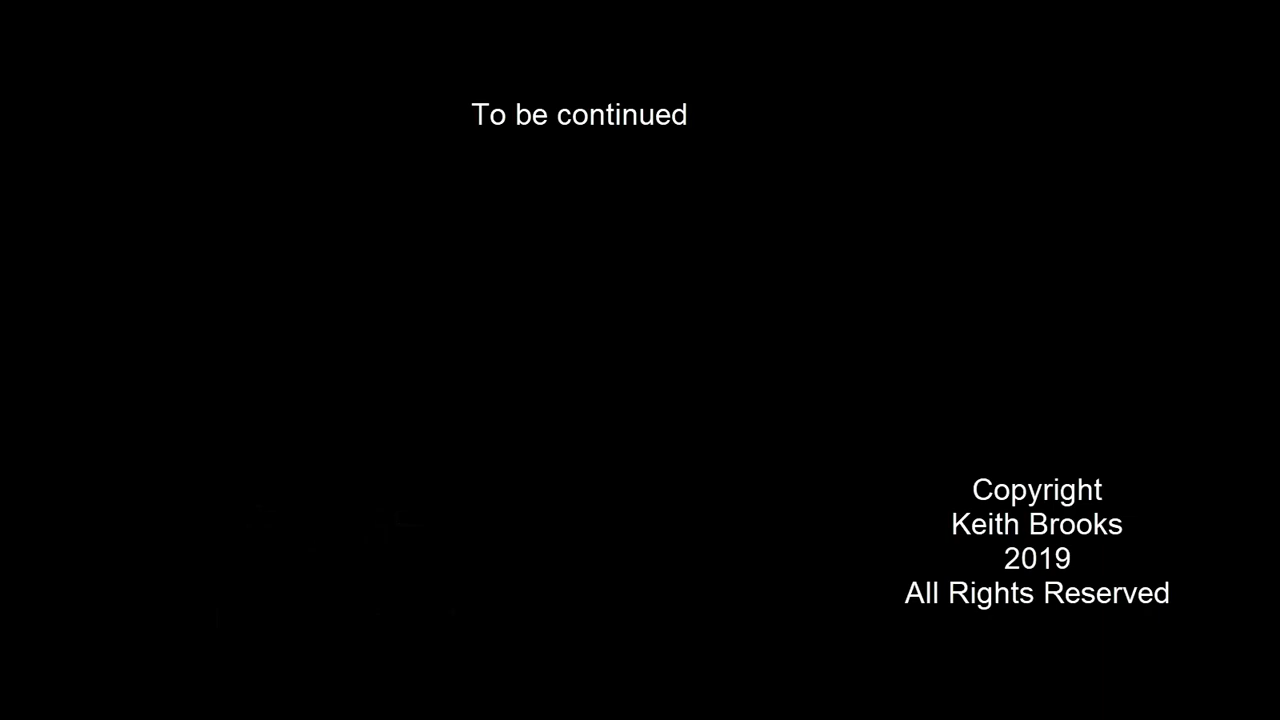 To be continued
Copyright
Keith Brooks
2019
All Rights Reserved